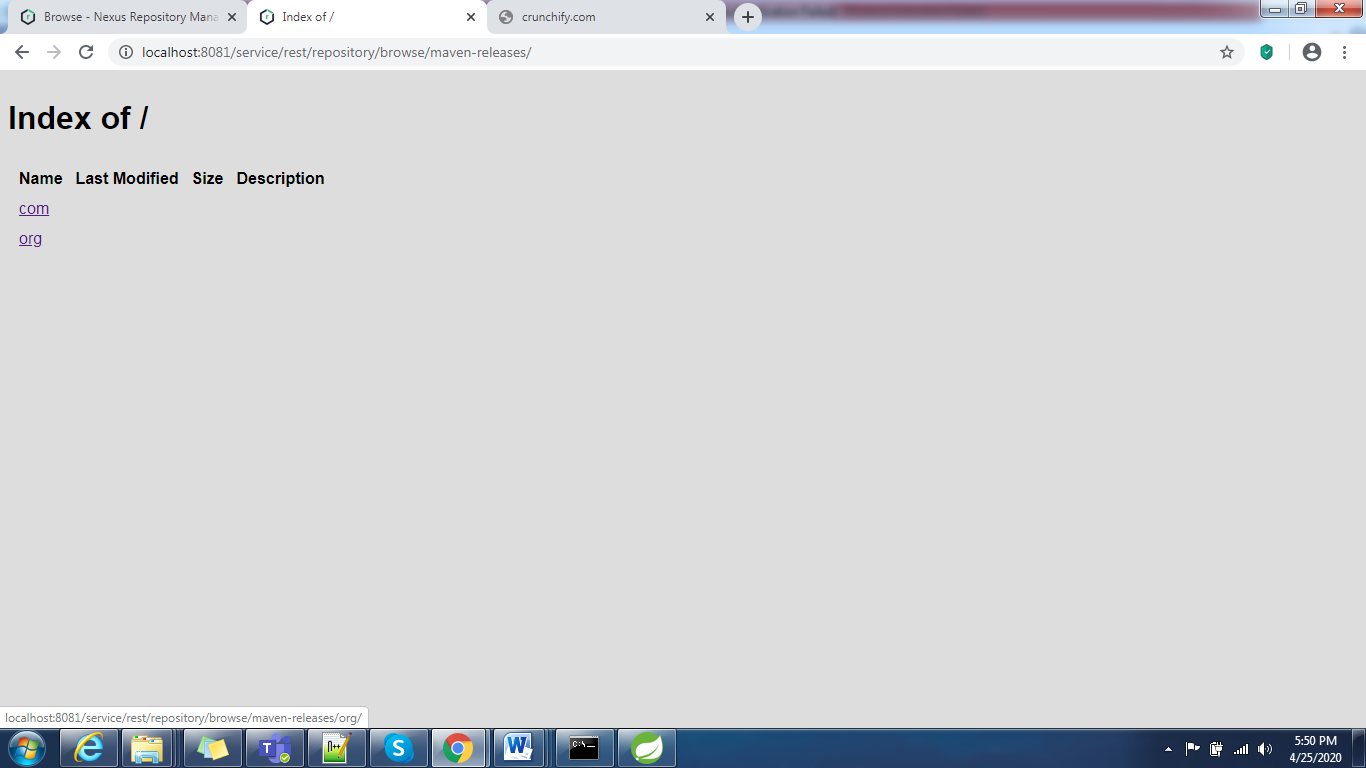 Browse - Nexus Repository Mana
Index of /
crunchify.com
localhost:8081/service/rest/repository/browse/maven-releases/
Index of /
Name Last Modified Size Description
com
org
localhost:8081/service/rest/repository/browse/maven-releases/org/
5:50 PM
4/25/2020